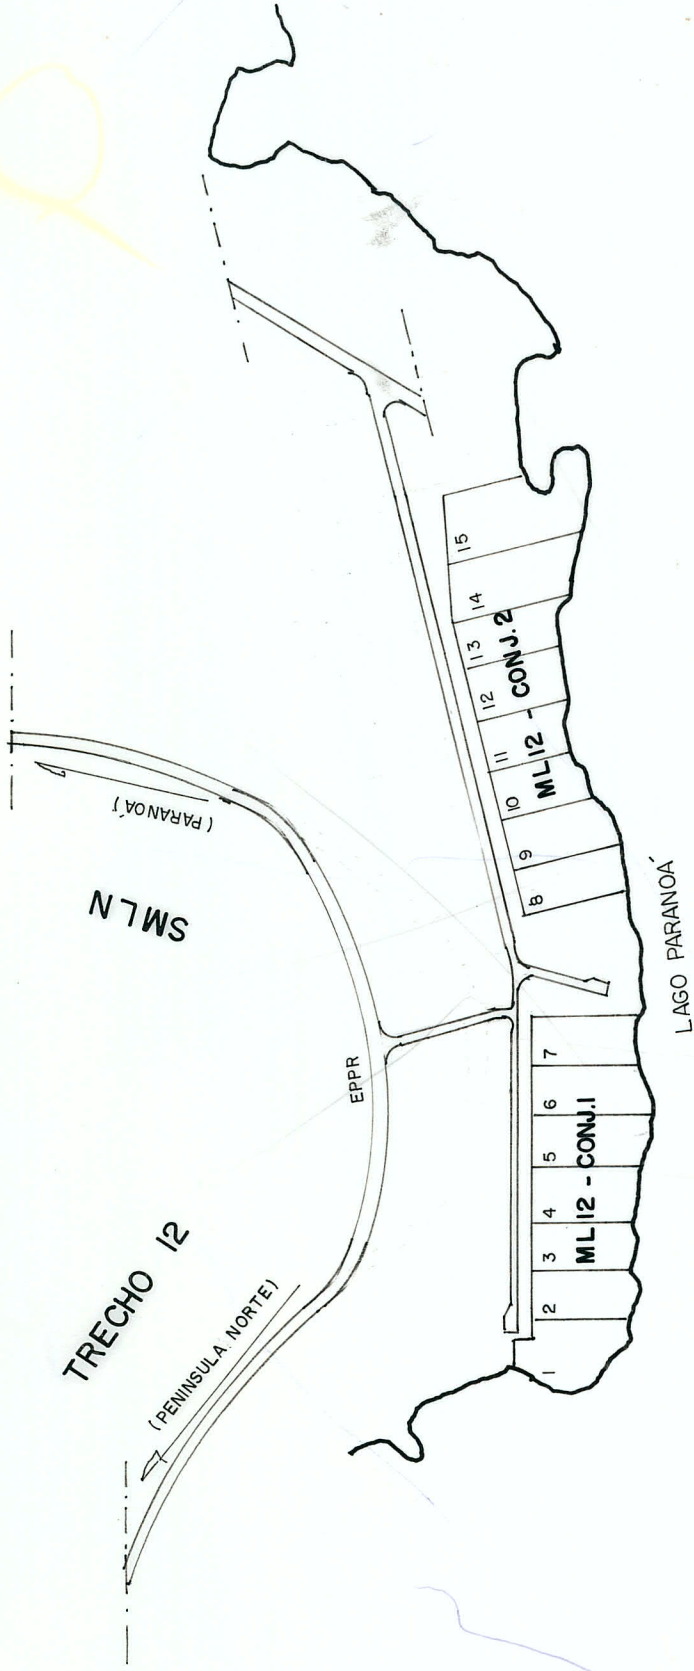 TRECHO 12
SMLN
(PENINSULA NORTE)
EPPR
(PARANOÁ)
1
2
3
4
5
6
7
ML 12 - CONJ.1
8
9
10
11
12
13
14
15
ML 12 - CONJ. 2
LAGO PARANOÁ